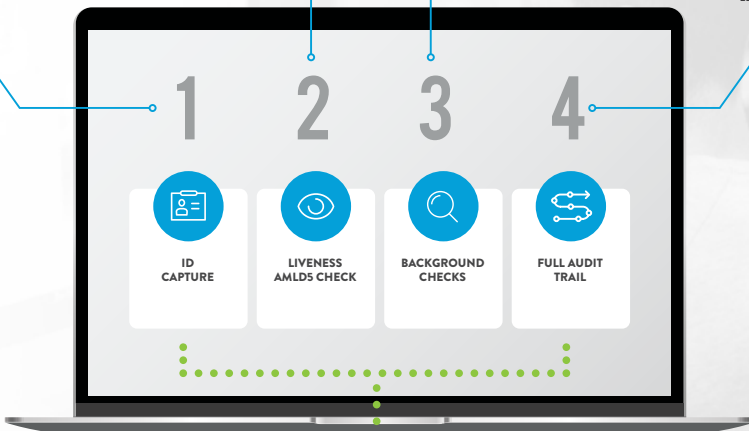 1
2
3
4
ID
CAPTURE
LIVENESS
AMLD5 CHECK
BACKGROUND
CHECKS
FULL AUDIT
TRAIL